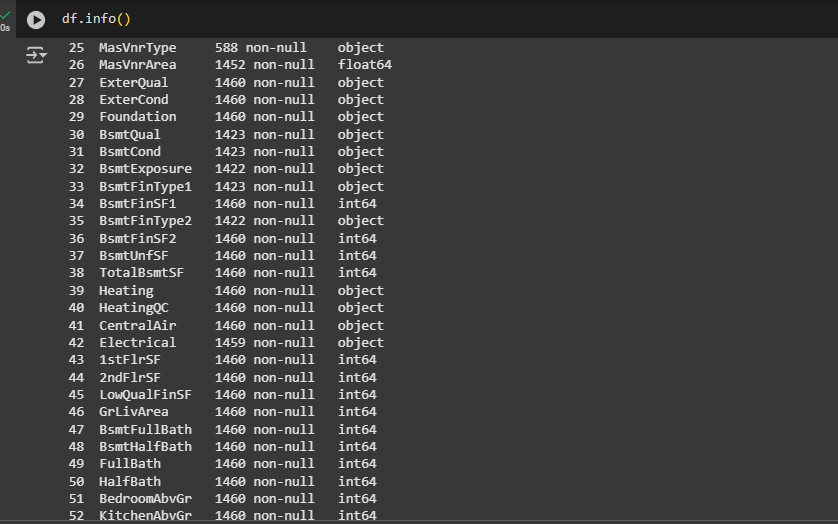 df.info()
0s
25 MasVnrType 588 non-null object
26 MasVnrArea 1452 non-null float64
27 ExterQual 1460 non-null object
28 ExterCond 1460 non-null object
29 Foundation 1460 non-null object
30 BsmtQual 1423 non-null object
31 BsmtCond 1423 non-null object
32 BsmtExposure 1422 non-null object
33 BsmtFinType1 1423 non-null object
34 BsmtFinSF1 1460 non-null int64
35 BsmtFinType2 1422 non-null object
36 BsmtFinSF2 1460 non-null int64
37 BsmtUnfSF 1460 non-null int64
38 TotalBsmtSF 1460 non-null int64
39 Heating 1460 non-null object
40 HeatingQC 1460 non-null object
41 CentralAir 1460 non-null object
42 Electrical 1459 non-null object
43 1stFlrSF 1460 non-null int64
44 2ndFlrSF 1460 non-null int64
45 LowQualFinSF 1460 non-null int64
46 GrLivArea 1460 non-null int64
47 BsmtFullBath 1460 non-null int64
48 BsmtHalfBath 1460 non-null int64
49 FullBath 1460 non-null int64
50 HalfBath 1460 non-null int64
51 BedroomAbvGr 1460 non-null int64
52 KitchenAbvGr 1460 non-null int64